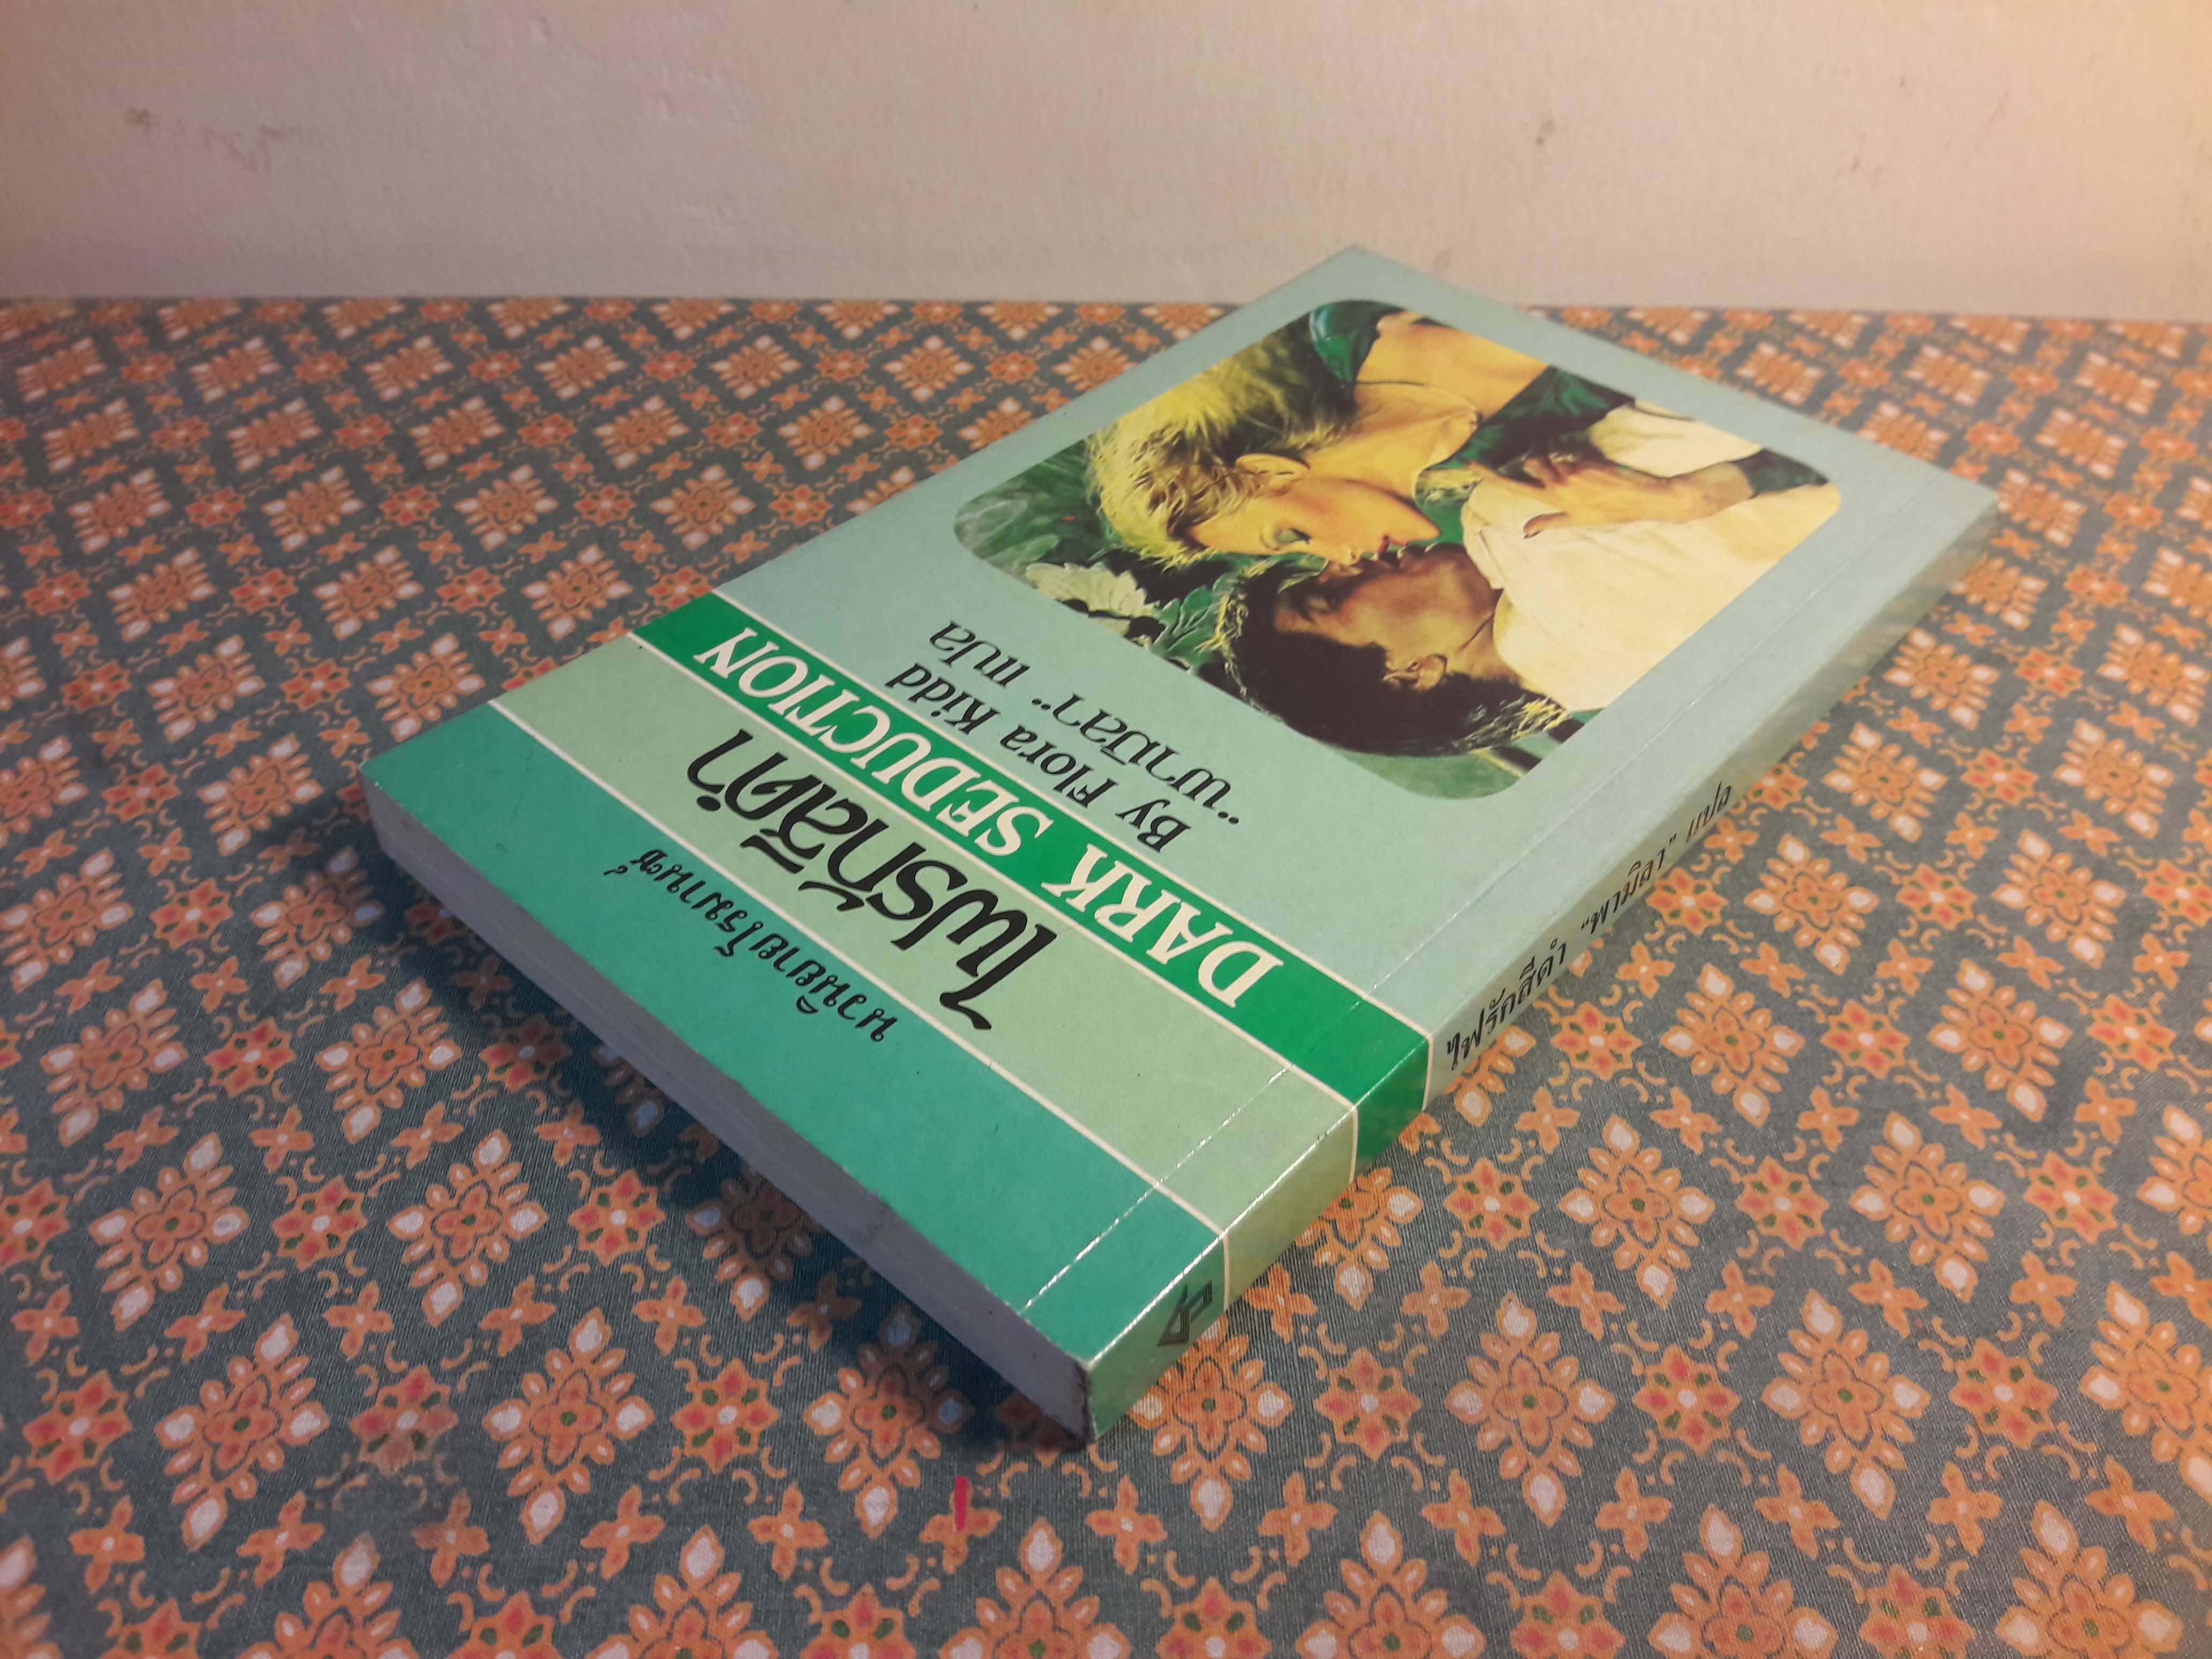 นวนิยายโรมานซ์
ไฟรักสีดำ
DARK SEDUCTION
By Flora Kidd
"พามิลา" แปล
ไฟรักสีดำ "พามิลา" แปล